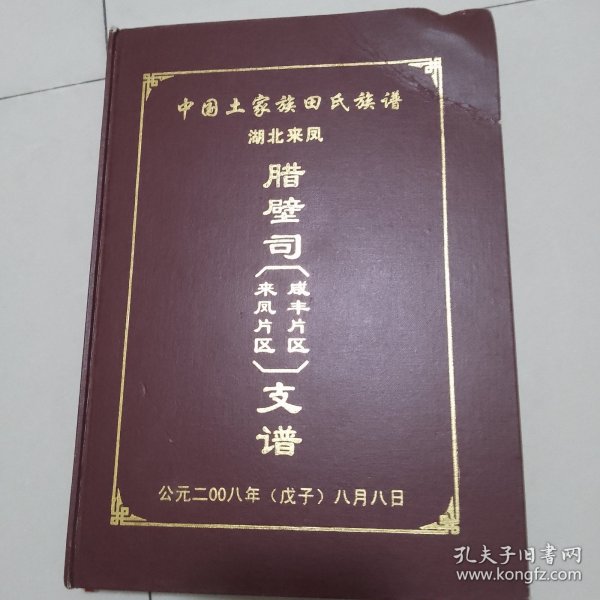 中国土家族田氏族谱
湖北来凤
腊壁司
(咸丰片区
来凤片区)
支谱
公元二00八年（戊子）八月八日
孔夫子旧书网
www.kongfz.com